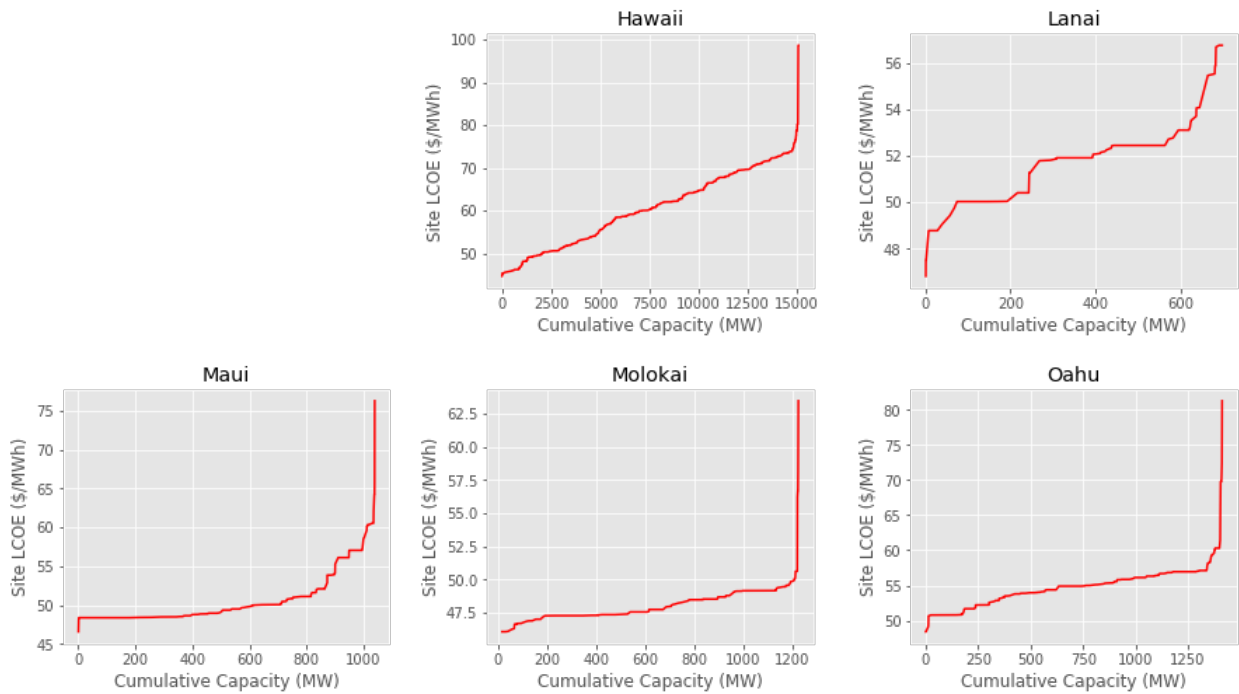 Hawaii
Site LCOE ($/MWh)
100
90
80
70
60
50
0 2500 5000 7500 10000 12500 15000
Cumulative Capacity (MW)
Lanai
Site LCOE ($/MWh)
56
54
52
50
48
0 200 400 600
Cumulative Capacity (MW)
Maui
Site LCOE ($/MWh)
75
70
65
60
55
50
45
0 200 400 600 800 1000
Cumulative Capacity (MW)
Molokai
Site LCOE ($/MWh)
62.5
60.0
57.5
55.0
52.5
50.0
47.5
0 200 400 600 800 1000 1200
Cumulative Capacity (MW)
Oahu
Site LCOE ($/MWh)
80
75
70
65
60
55
50
0 250 500 750 1000 1250
Cumulative Capacity (MW)